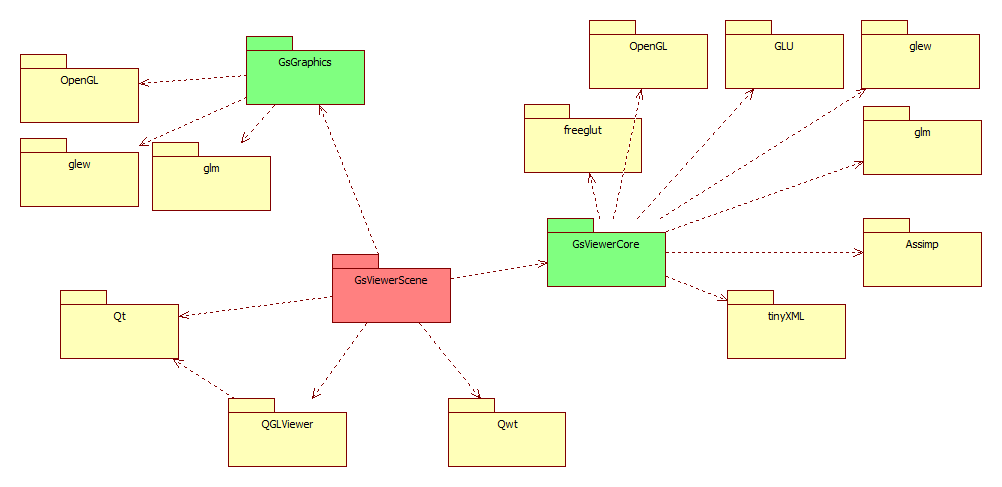 OpenGL
GLU
glew
GsGraphics
OpenGL
freeglut
glm
glew
glm
GsViewerCore
Assimp
GsViewerScene
Qt
tinyXML
QGLViewer
Qwt